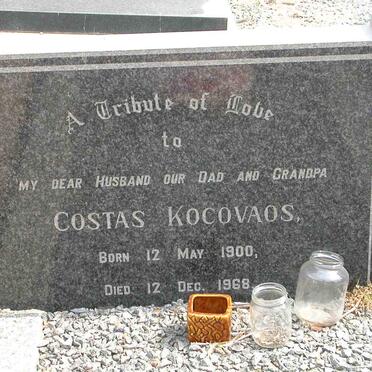 A Tribute of Love
to
MY DEAR HUSBAND OUR DAD AND GRANDPA
COSTAS KOCOVAOS,
BORN 12 MAY 1900,
DIED 12 DEC. 1968